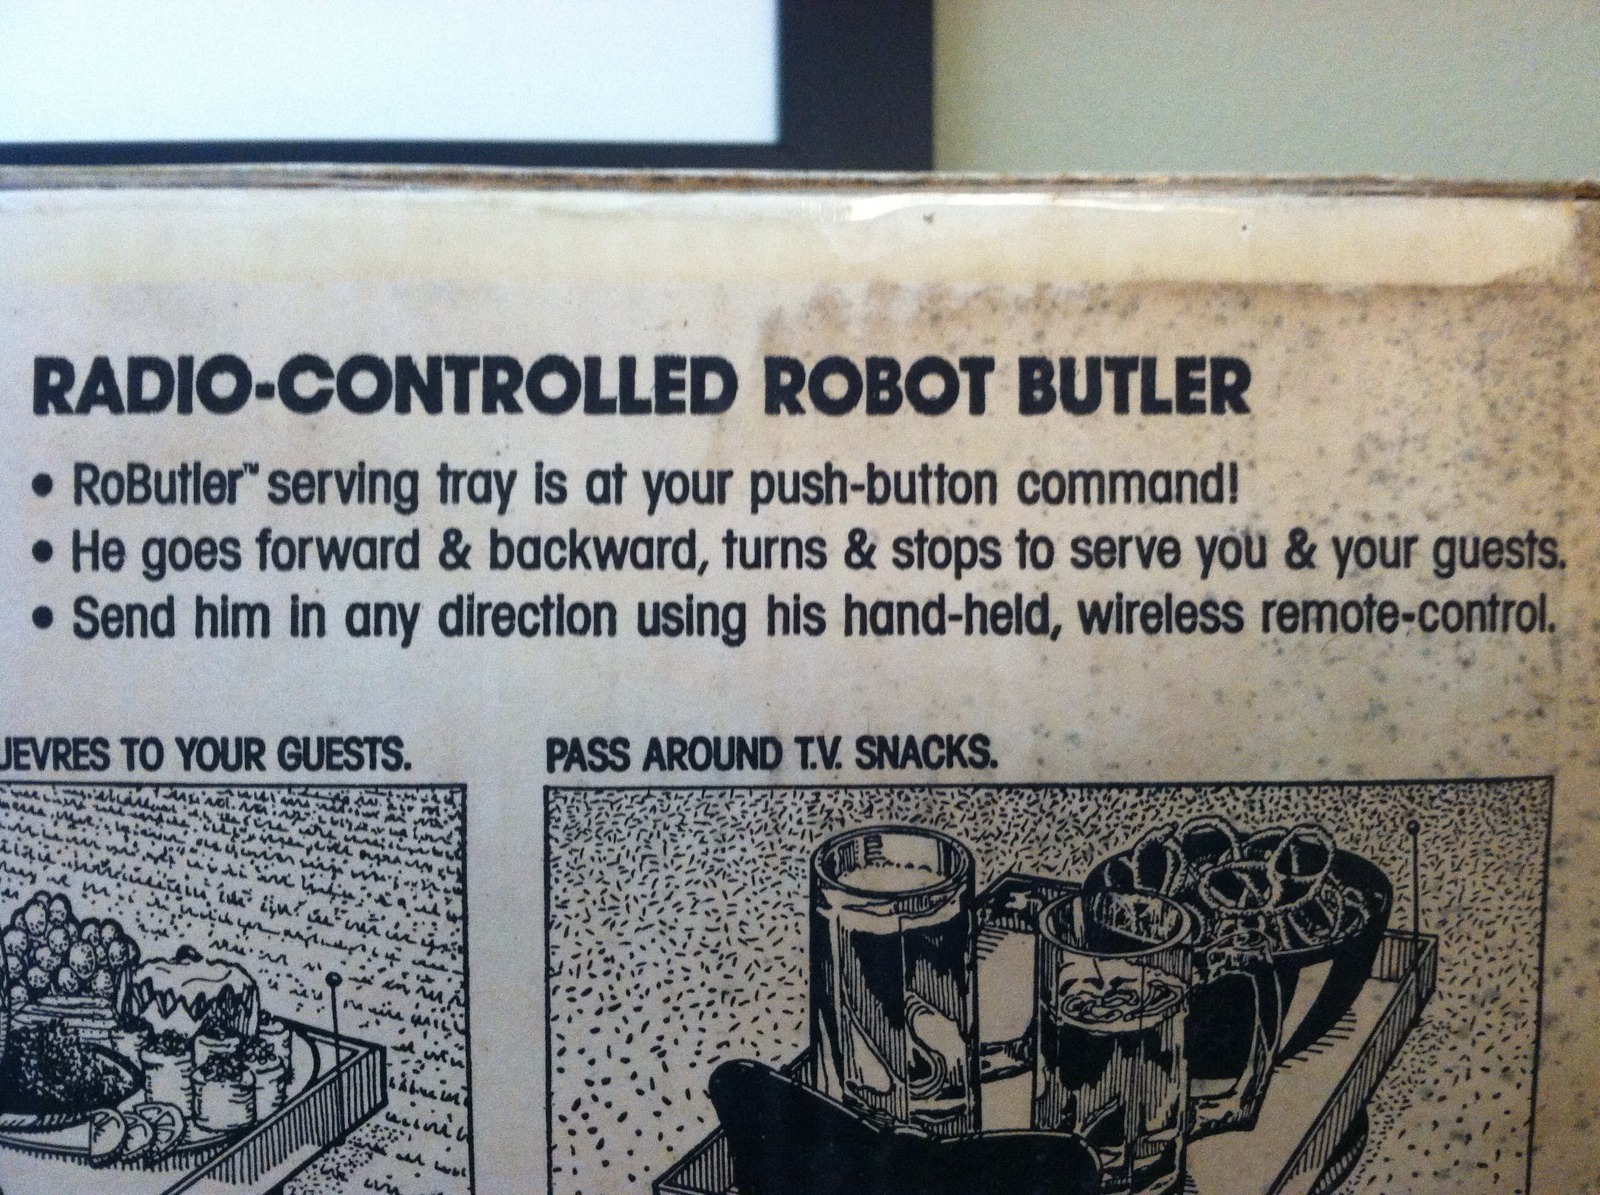 RADIO-CONTROLLED ROBOT BUTLER
• RoButler™ serving tray is at your push-button command!
• He goes forward & backward, turns & stops to serve you & your guests.
• Send him in any direction using his hand-held, wireless remote-control.
TO YOUR GUESTS.
PASS AROUND T.V. SNACKS.